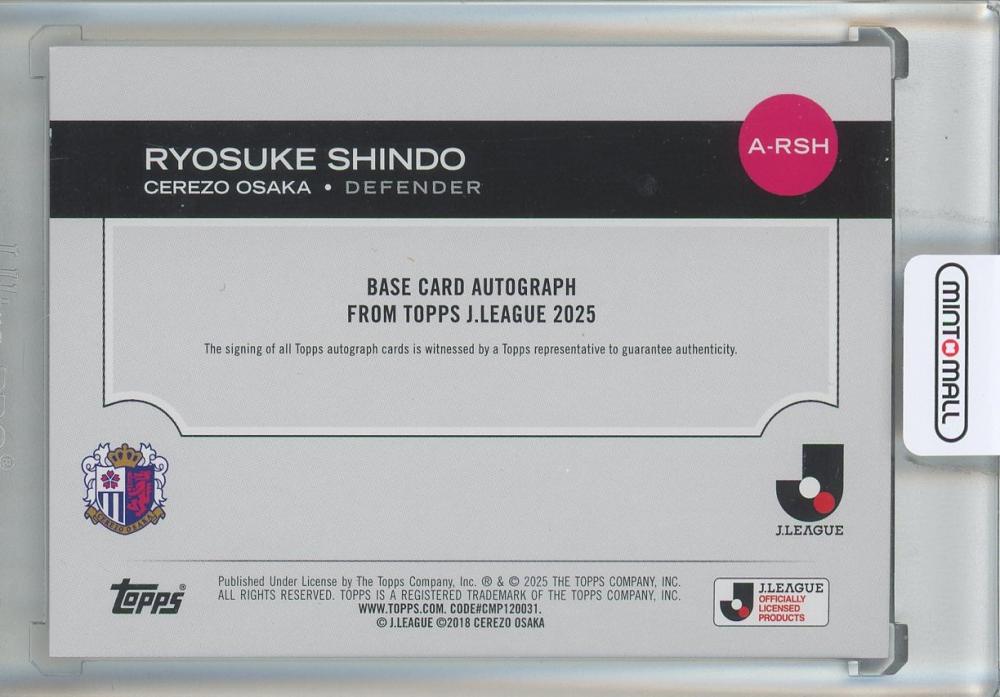 RYOSUKE SHINDO
CEREZO OSAKA • DEFENDER
A-RSH
BASE CARD AUTOGRAPH
FROM TOPPS J.LEAGUE 2025
The signing of all Topps autograph cards is witnessed by a Topps representative to guarantee authenticity.
MINTMALL
CEREZO OSAKA
J.LEAGUE
topps®
Published Under License by The Topps Company, Inc. ® & © 2025 THE TOPPS COMPANY, INC.
ALL RIGHTS RESERVED. TOPPS IS A REGISTERED TRADEMARK OF THE TOPPS COMPANY, INC.
WWW.TOPPS.COM. CODE#CMP120031.
© J.LEAGUE ©2018 CEREZO OSAKA
J.LEAGUE
OFFICIALLY
LICENSED
PRODUCTS